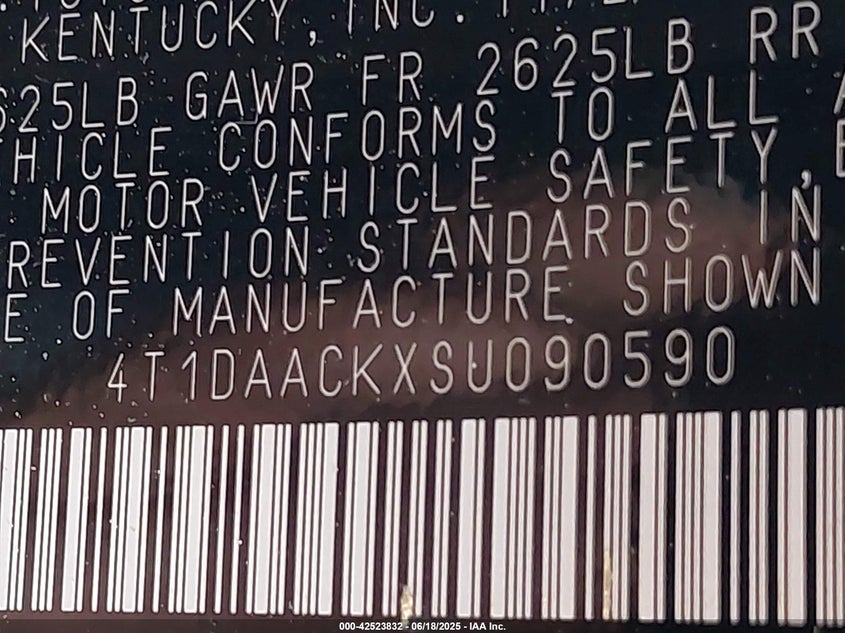 KENTUCKY, INC.
625LB GAWR FR 2625LB RR
HICLE CONFORMS TO ALL A
MOTOR VEHICLE SAFETY, B
REVENTION STANDARDS IN
E OF MANUFACTURE SHOWN
4T1DAACKXSU090590
000-42523832 - 06/18/2025 - IAA Inc.